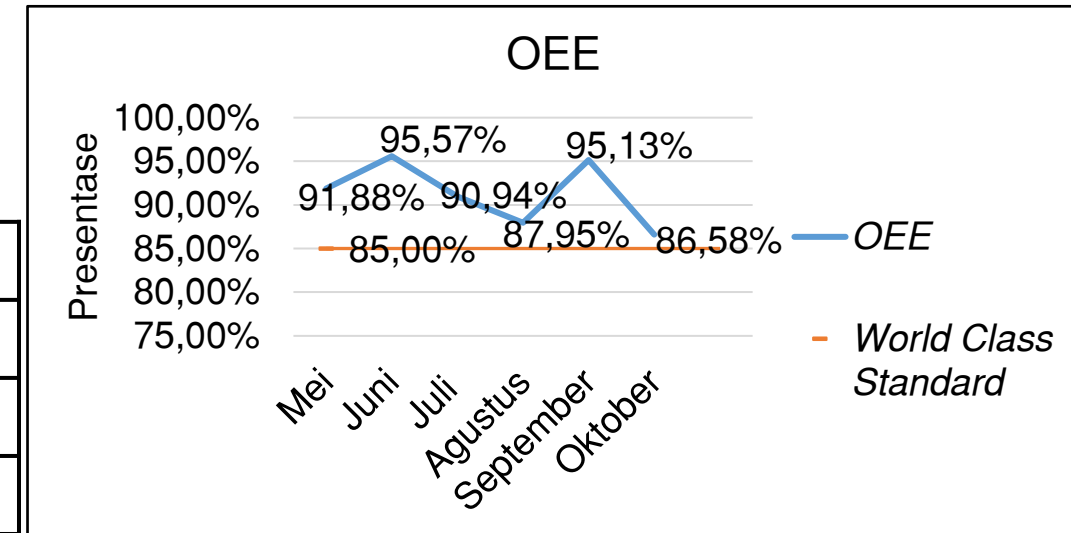 OEE
Presentase
100,00%
95,00%
90,00%
85,00%
80,00%
75,00%
91,88%
95,57%
90,94%
87,95%
95,13%
86,58%
85,00%
Mei
Juni
Juli
Agustus
September
Oktober
OEE
World Class
Standard